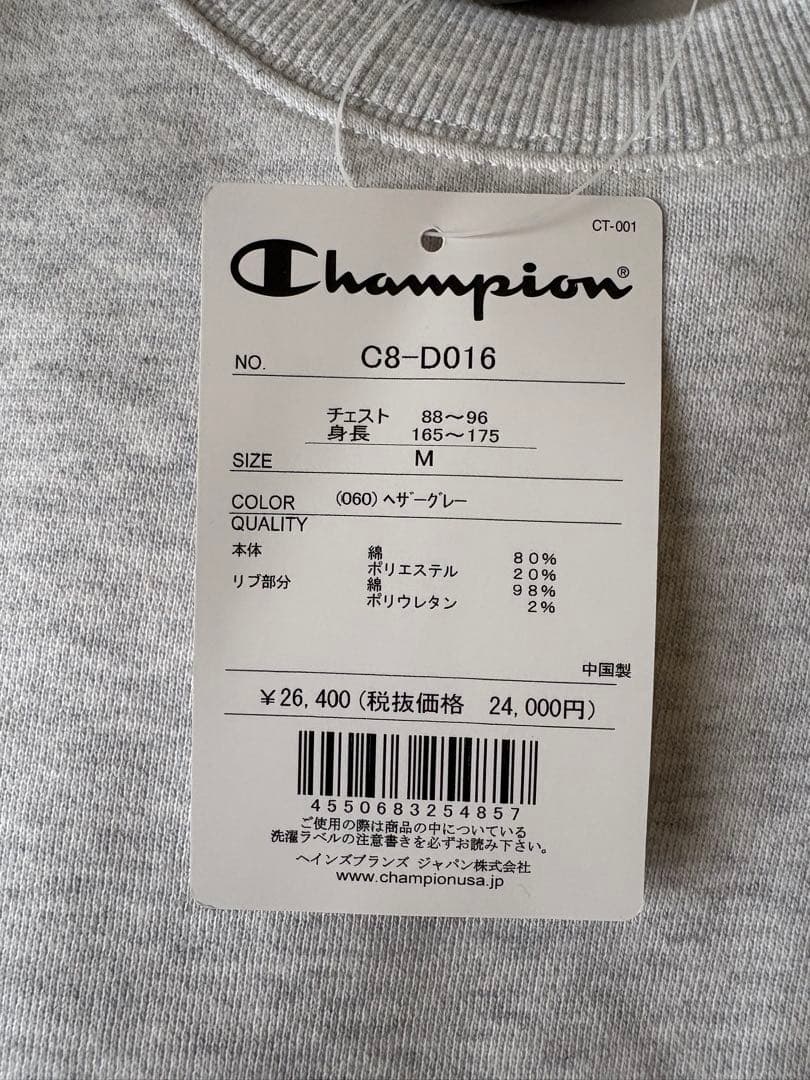 CT-001
Champion®
NO. C8-D016
チェスト 88～96
身長 165～175
SIZE M
COLOR (060)ﾍｻﾞｰｸﾞﾚｰ
QUALITY
本体 綿 80%
ポリエステル 20%
リブ部分 綿 98%
ポリウレタン 2%
中国製
￥26,400(税抜価格 24,000円)
4550683254857
ご使用の際は商品の中についている
洗濯ラベルの注意書きを必ずお読み下さい。
ヘインズブランズ ジャパン株式会社
www.championusa.jp